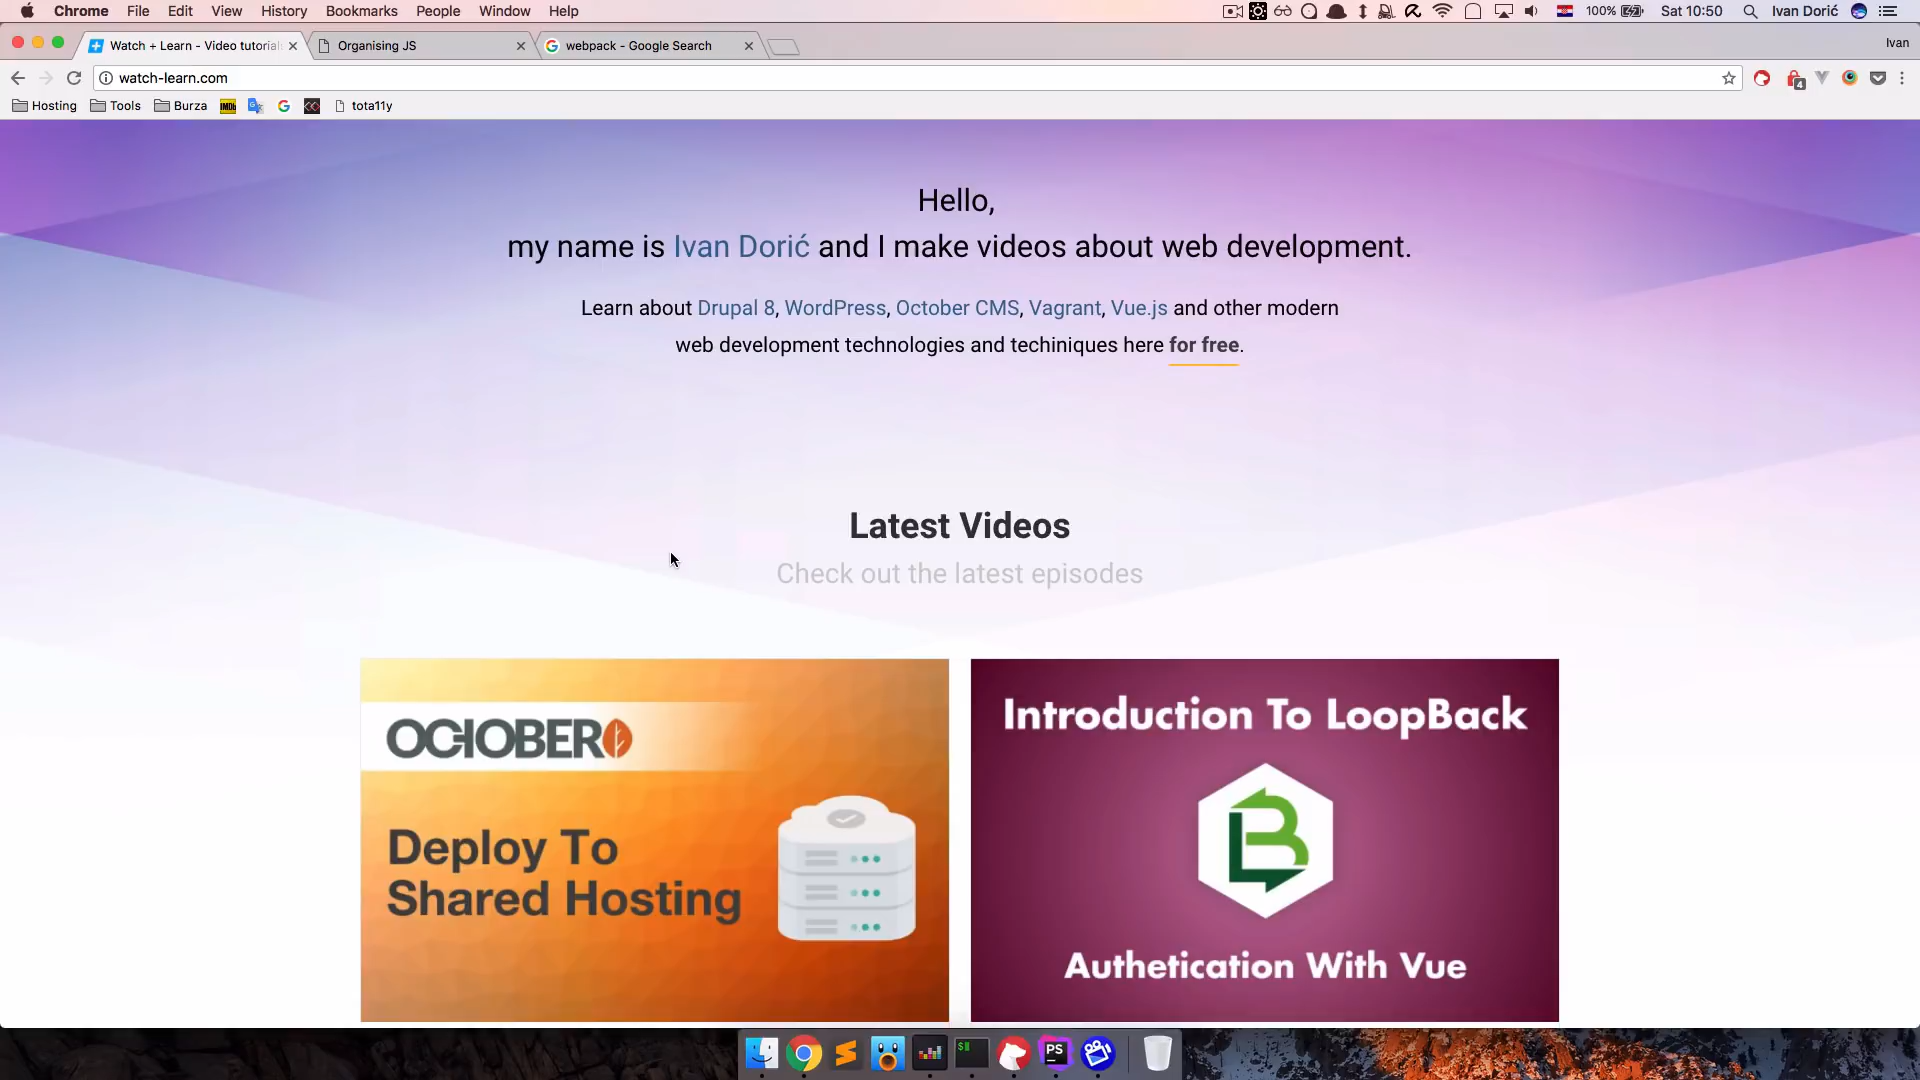 Chrome File Edit View History Bookmarks People Window Help 100% Sat 10:50 Ivan Dorić
Watch + Learn - Video tutorial Organising JS webpack - Google Search Ivan
watch-learn.com
4
Hosting Tools Burza IMDb tota11y
Hello,
my name is Ivan Dorić and I make videos about web development.
Learn about Drupal 8, WordPress, October CMS, Vagrant, Vue.js and other modern
web development technologies and techiniques here for free.
Latest Videos
Check out the latest episodes
OCTOBER
Deploy To
Shared Hosting
Introduction To LoopBack
Authetication With Vue
PS